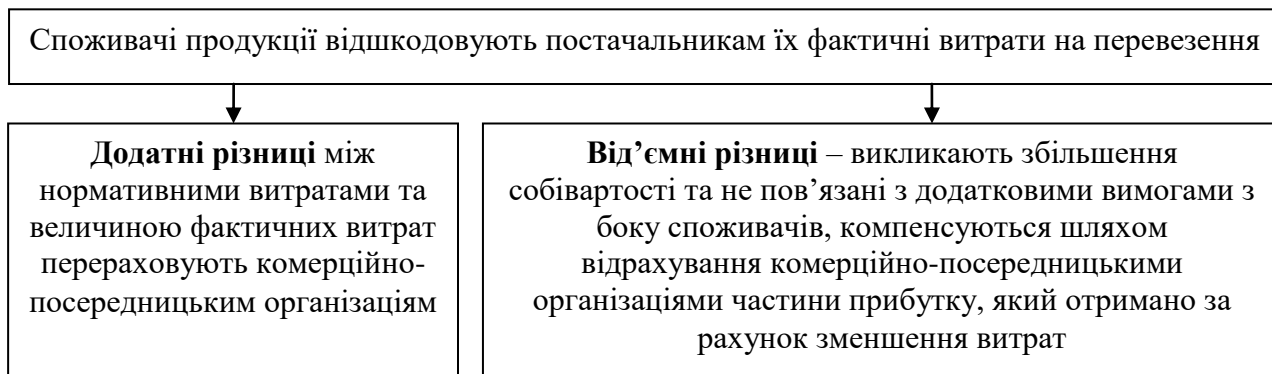 Споживачі продукції відшкодовують постачальникам їх фактичні витрати на перевезення
Додатні різниці між
нормативними витратами та
величиною фактичних витрат
перераховують комерційно-
посередницьким організаціям
Від’ємні різниці – викликають збільшення
собівартості та не пов’язані з додатковими вимогами з
боку споживачів, компенсуються шляхом
відрахування комерційно-посередницькими
організаціями частини прибутку, який отримано за
рахунок зменшення витрат